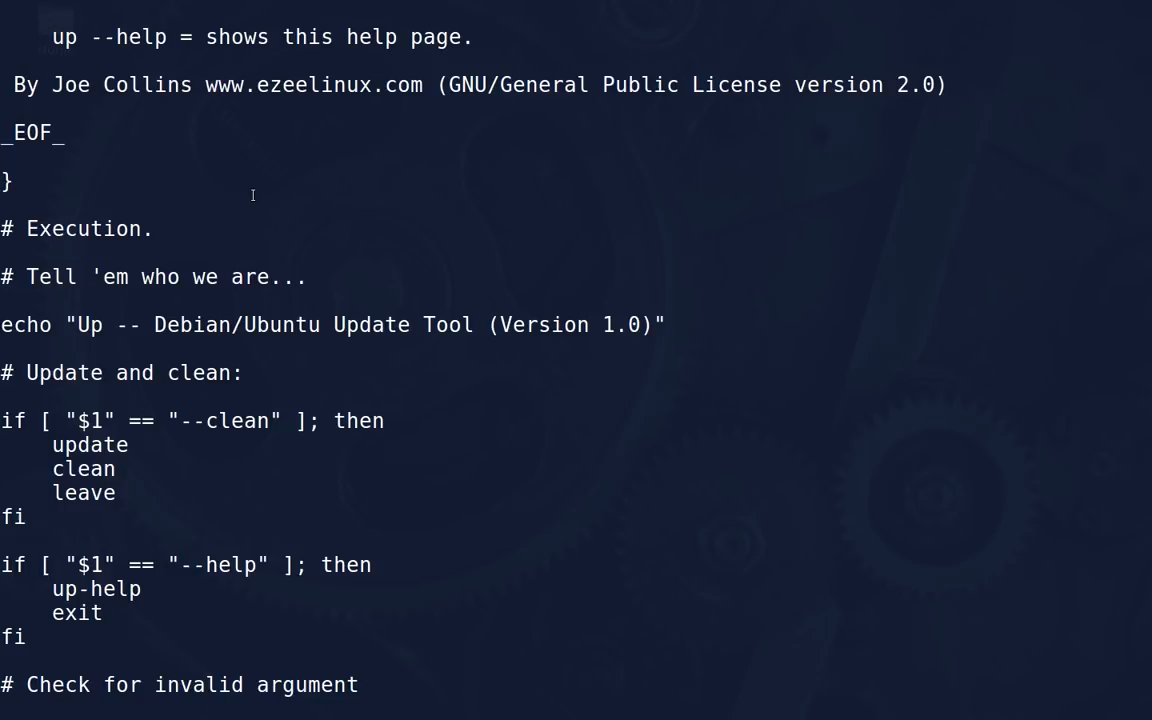 up --help = shows this help page.
By Joe Collins www.ezeelinux.com (GNU/General Public License version 2.0)
_EOF_
}
# Execution.
# Tell 'em who we are...
echo "Up -- Debian/Ubuntu Update Tool (Version 1.0)"
# Update and clean:
if [ "$1" == "--clean" ]; then
update
clean
leave
fi
if [ "$1" == "--help" ]; then
up-help
exit
fi
# Check for invalid argument